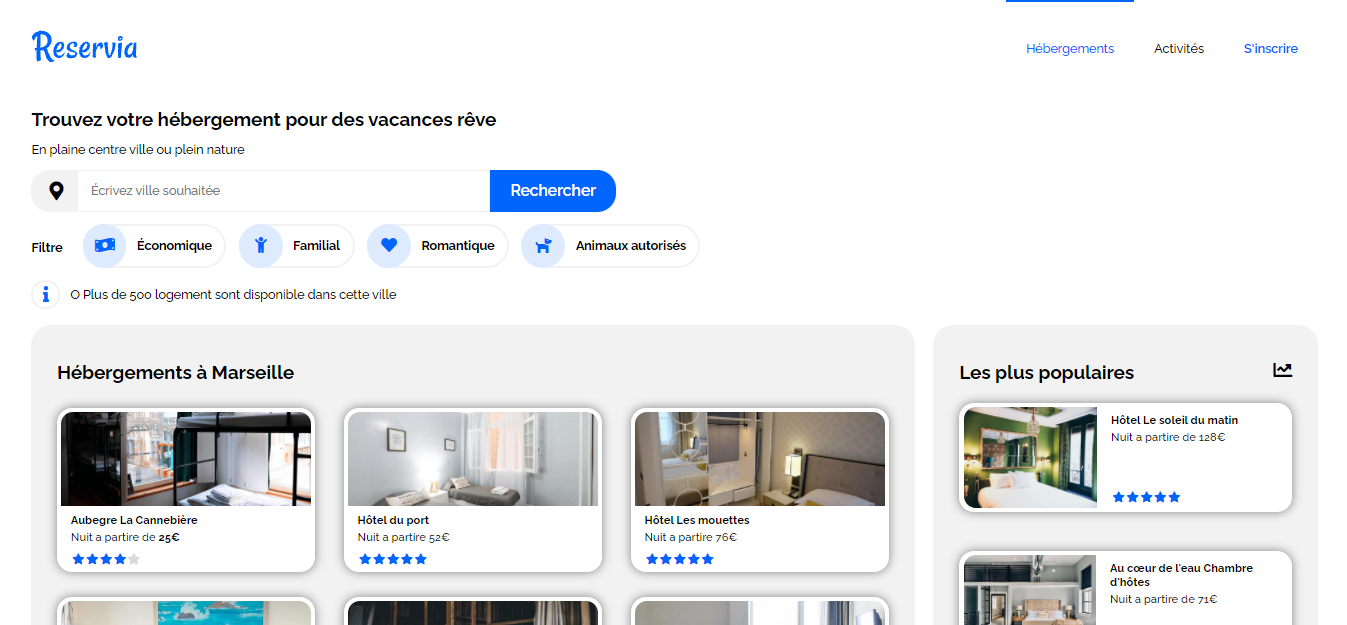 Reservia
Hébergements
Activités
S'inscrire
Trouvez votre hébergement pour des vacances rêve
En plaine centre ville ou plein nature
Écrivez ville souhaitée
Rechercher
Filtre
Économique
Familial
Romantique
Animaux autorisés
O Plus de 500 logement sont disponible dans cette ville
Hébergements à Marseille
Aubegre La Cannebière
Nuit a partire de 25€
Hôtel du port
Nuit a partire 52€
Hôtel Les mouettes
Nuit a partire 76€
Les plus populaires
Hôtel Le soleil du matin
Nuit a partire de 128€
Au cœur de l'eau Chambre
d'hôtes
Nuit a partire de 71€